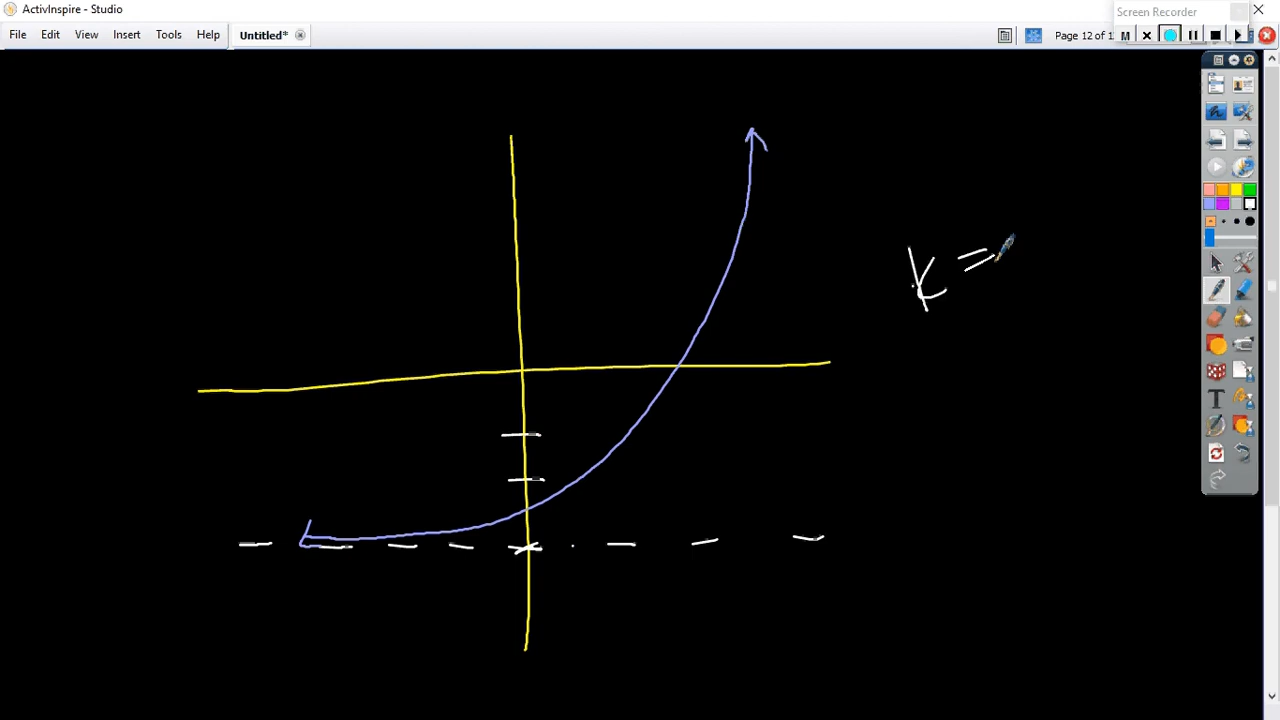 ActivInspire - Studio
Screen Recorder
File Edit View Insert Tools Help Untitled* Page 12 of 1
M
k =
T